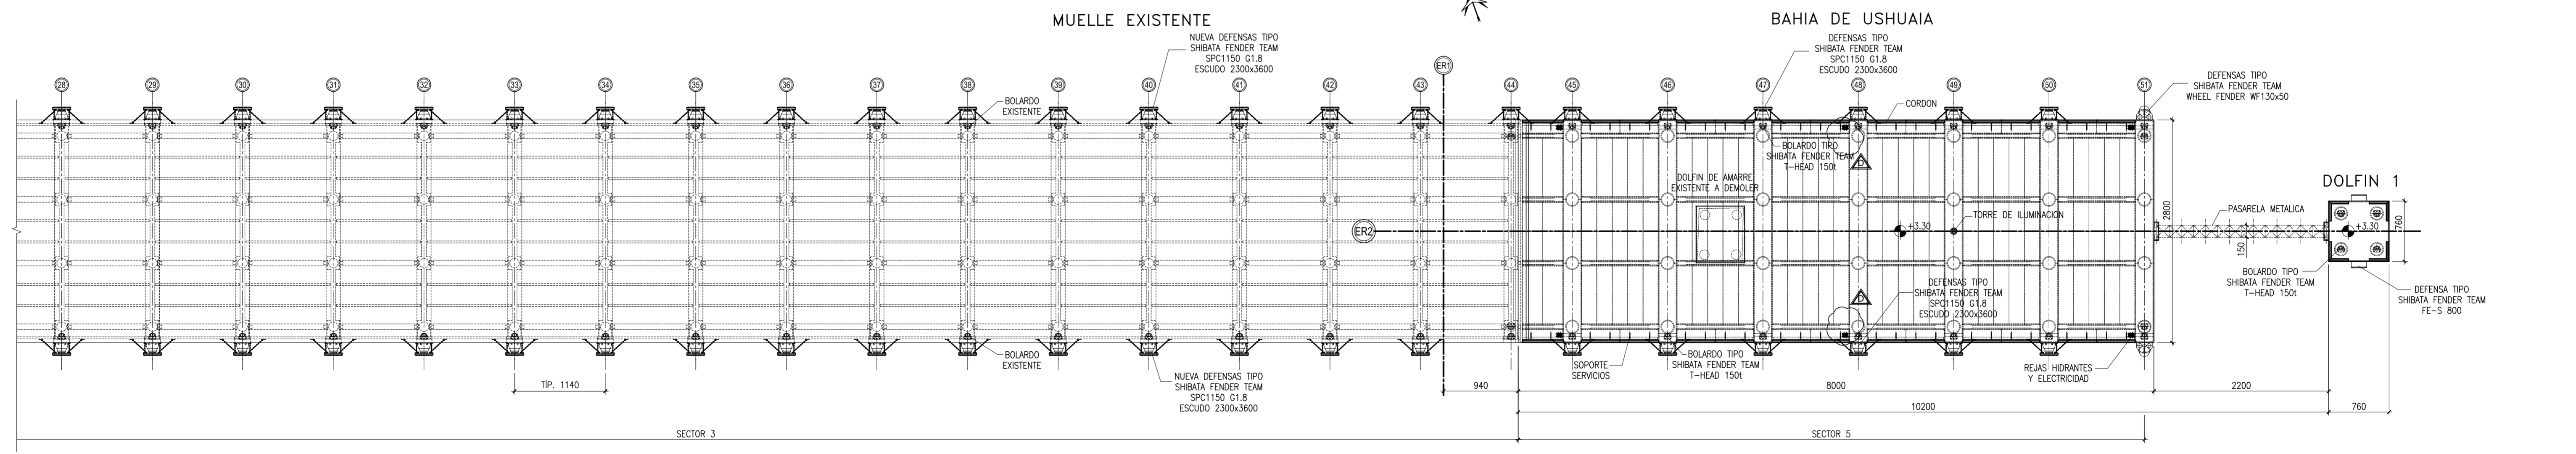 MUELLE EXISTENTE
BAHIA DE USHUAIA
NUEVA DEFENSAS TIPO
SHIBATA FENDER TEAM
SPC1150 G1.8
ESCUDO 2300x3600
DEFENSAS TIPO
SHIBATA FENDER TEAM
SPC1150 G1.8
ESCUDO 2300x3600
DEFENSAS TIPO
SHIBATA FENDER TEAM
WHEEL FENDER WF130x50
ER1
28 29 30 31 32 33 34 35 36 37 38 39 40 41 42 43 44 45 46 47 48 49 50 51
BOLARDO
EXISTENTE
CORDON
BOLARDO TIPO
SHIBATA FENDER TEAM
T-HEAD 150t
D
DOLFIN DE AMARRE
EXISTENTE A DEMOLER
DOLFIN 1
2800
PASARELA METALICA
TORRE DE ILUMINACION
ER2
+3.30
+3.30
760
150
BOLARDO TIPO
SHIBATA FENDER TEAM
T-HEAD 150t
DEFENSA TIPO
SHIBATA FENDER TEAM
FE-S 800
DEFENSAS TIPO
SHIBATA FENDER TEAM
SPC1150 G1.8
ESCUDO 2300x3600
D
BOLARDO
EXISTENTE
SOPORTE
SERVICIOS
BOLARDO TIPO
SHIBATA FENDER TEAM
T-HEAD 150t
REJAS HIDRANTES
Y ELECTRICIDAD
NUEVA DEFENSAS TIPO
SHIBATA FENDER TEAM
SPC1150 G1.8
ESCUDO 2300x3600
TÍP. 1140
940
8000
2200
10200
760
SECTOR 3
SECTOR 5